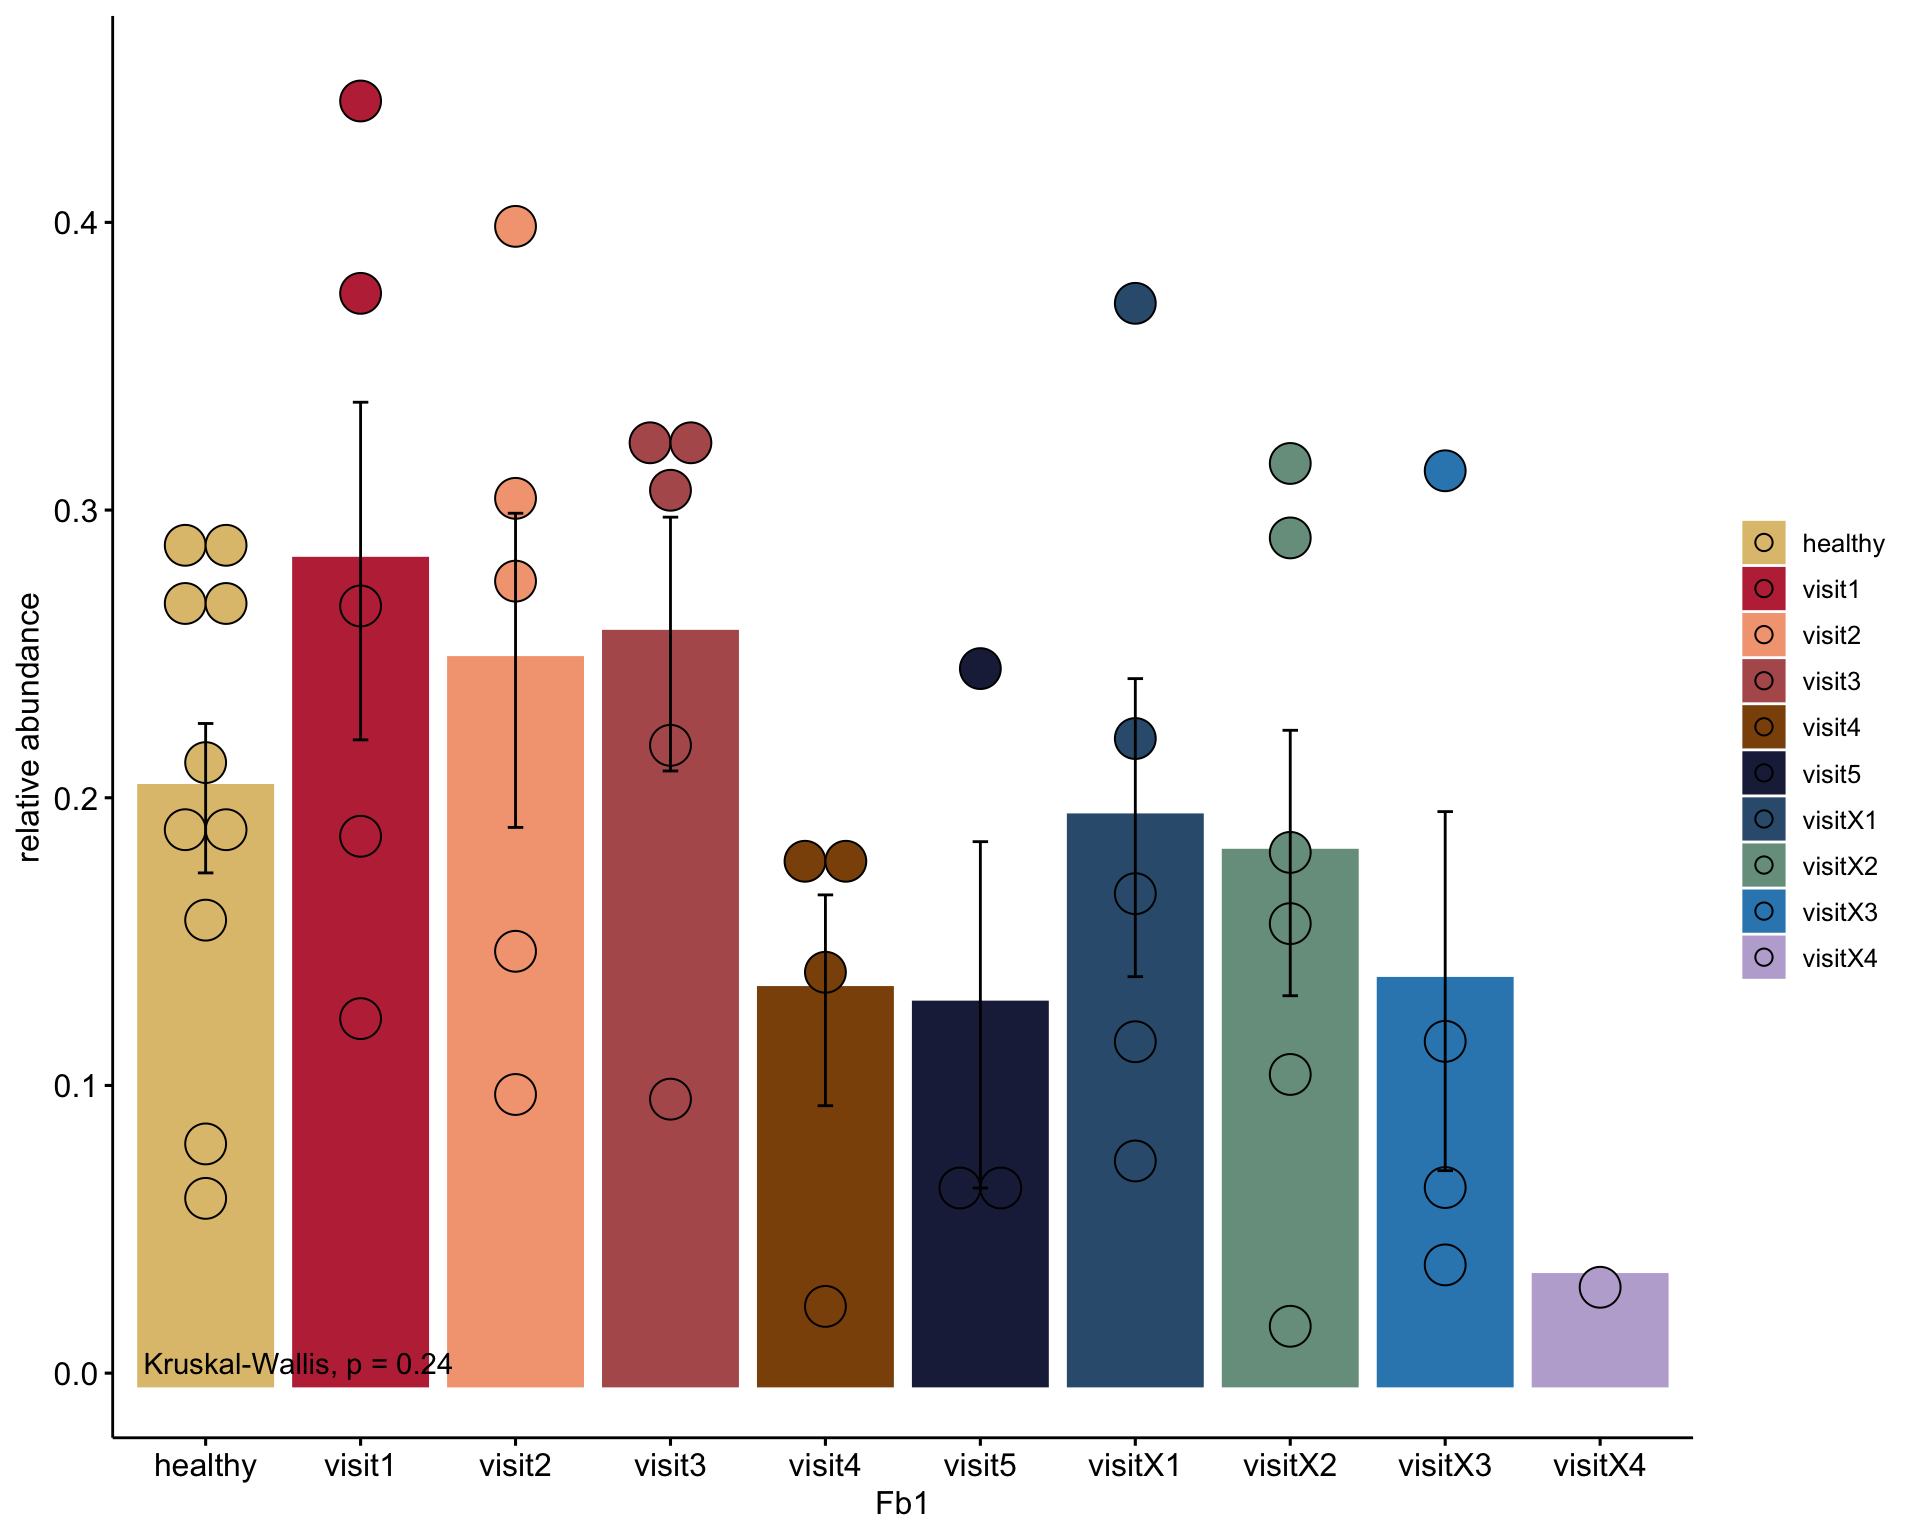 relative abundance
0.4
0.3
0.2
0.1
0.0
Kruskal-Wallis, p = 0.24
healthy visit1 visit2 visit3 visit4 visit5 visitX1 visitX2 visitX3 visitX4
Fb1
healthy
visit1
visit2
visit3
visit4
visit5
visitX1
visitX2
visitX3
visitX4